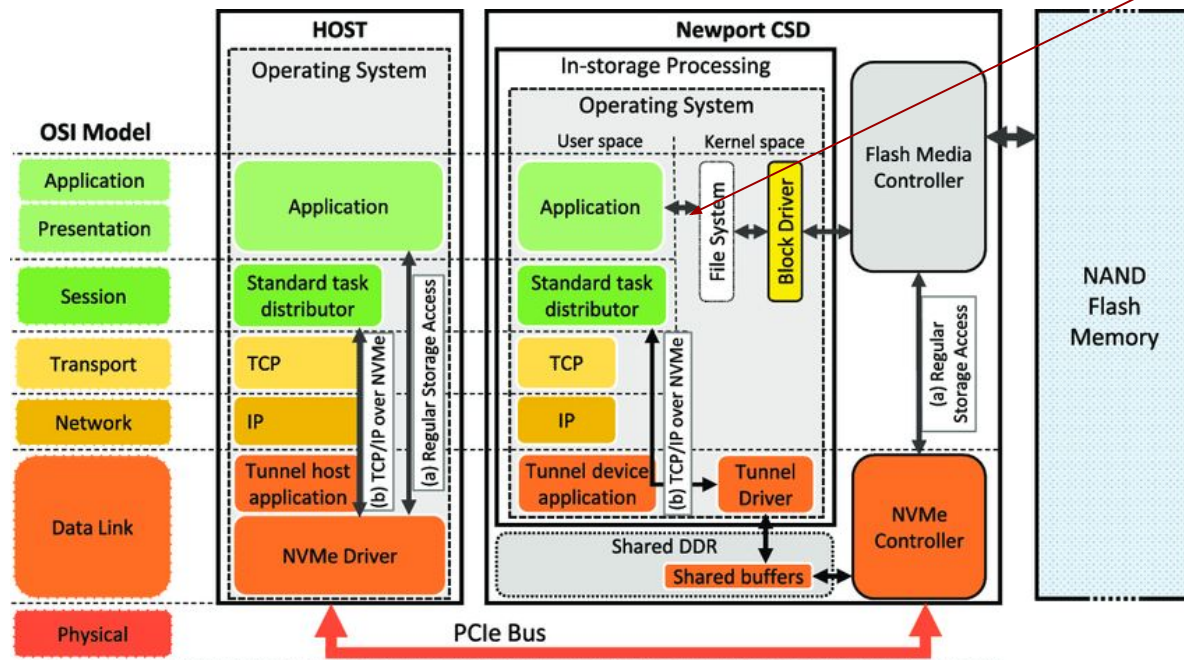 OSI Model
Application
Presentation
Session
Transport
Network
Data Link
Physical
HOST
Operating System
Application
Standard task
distributor
TCP
IP
Tunnel host
application
NVMe Driver
(b) TCP/IP over NVMe
(a) Regular Storage Access
Newport CSD
In-storage Processing
Operating System
User space
Kernel space
Application
File System
Block Driver
Standard task
distributor
TCP
IP
Tunnel device
application
(b) TCP/IP over NVMe
Tunnel
Driver
Shared DDR
Shared buffers
Flash Media
Controller
(a) Regular
Storage Access
NVMe
Controller
NAND
Flash
Memory
PCIe Bus